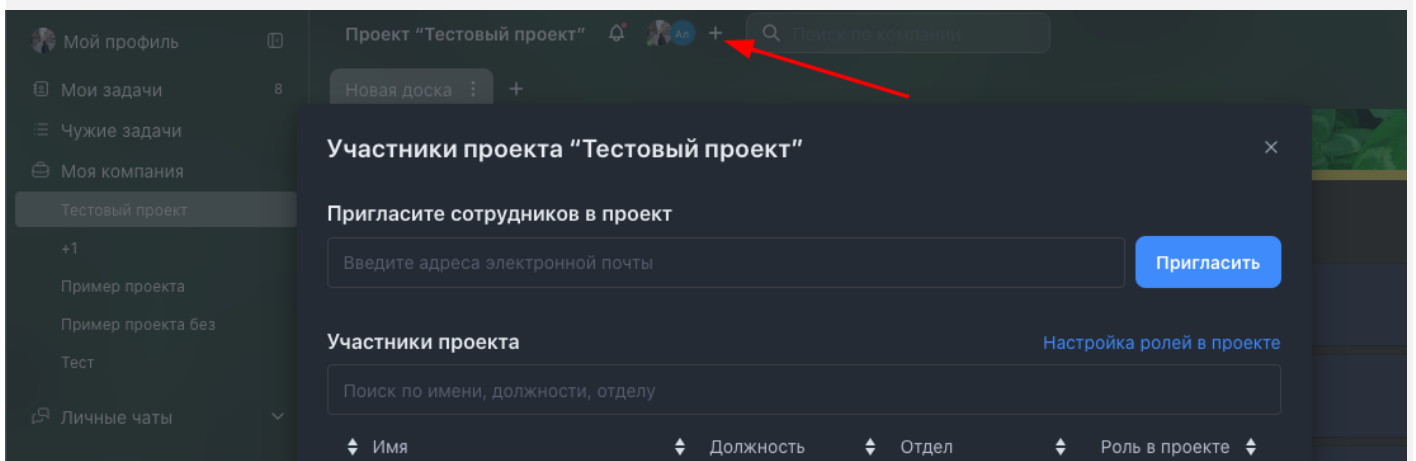 Мой профиль
Проект “Тестовый проект” Ал + Поиск по компании
Мои задачи 8
Новая доска +
Чужие задачи
Участники проекта “Тестовый проект”
Моя компания
Тестовый проект
Пригласите сотрудников в проект
+1
Введите адреса электронной почты Пригласить
Пример проекта
Пример проекта без
Участники проекта Настройка ролей в проекте
Тест
Поиск по имени, должности, отделу
Личные чаты
Имя Должность Отдел Роль в проекте